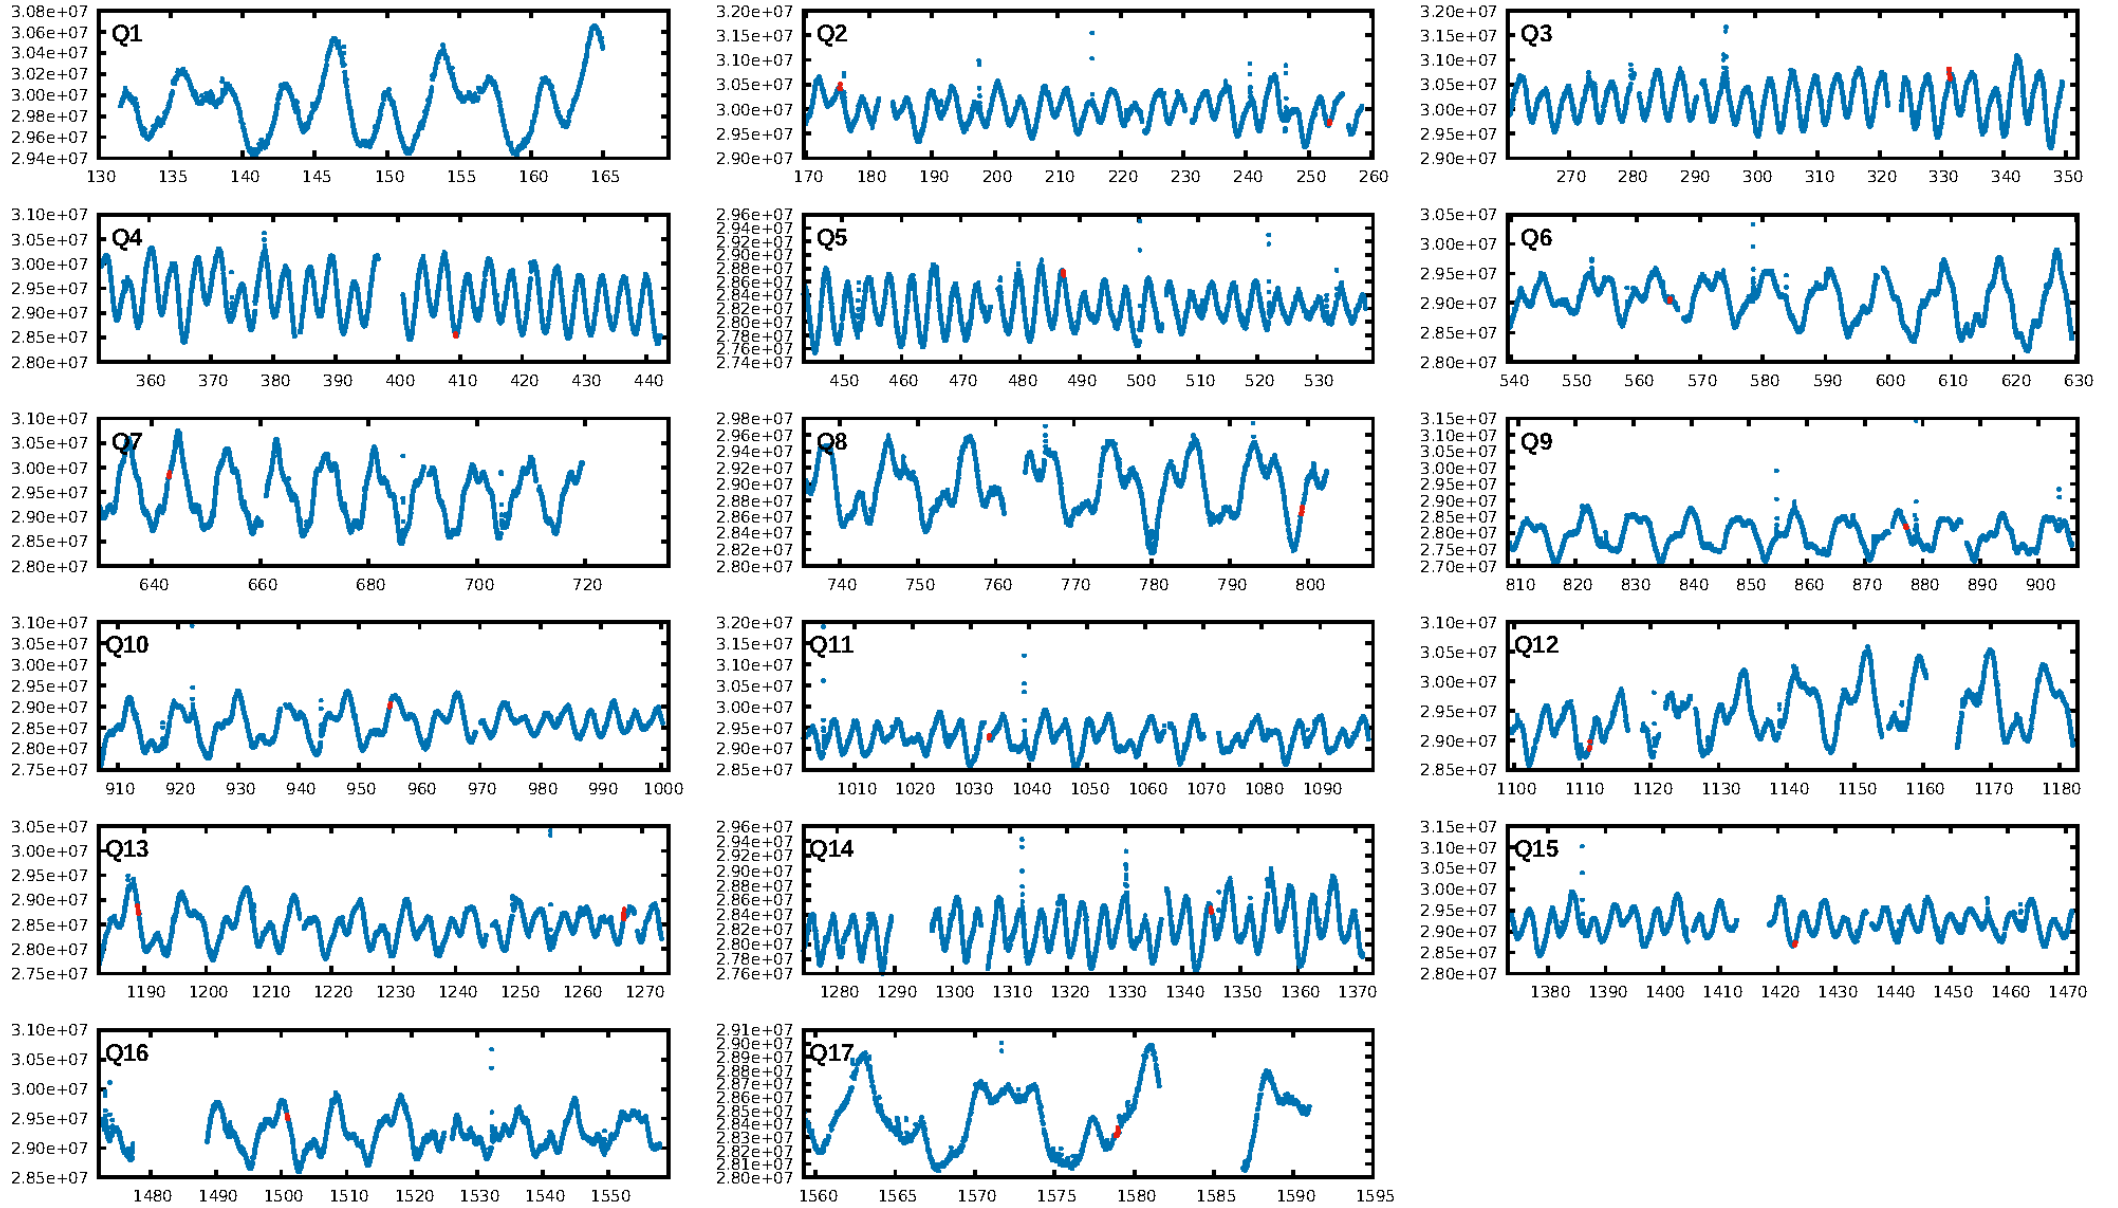 3.08e+07
3.06e+07
3.04e+07
3.02e+07
3.00e+07
2.98e+07
2.96e+07
2.94e+07
Q1
130 135 140 145 150 155 160 165
3.20e+07
3.15e+07
3.10e+07
3.05e+07
3.00e+07
2.95e+07
2.90e+07
Q2
170 180 190 200 210 220 230 240 250 260
3.20e+07
3.15e+07
3.10e+07
3.05e+07
3.00e+07
2.95e+07
2.90e+07
Q3
270 280 290 300 310 320 330 340 350
3.10e+07
3.05e+07
3.00e+07
2.95e+07
2.90e+07
2.85e+07
2.80e+07
Q4
360 370 380 390 400 410 420 430 440
2.96e+07
2.94e+07
2.92e+07
2.90e+07
2.88e+07
2.86e+07
2.84e+07
2.82e+07
2.80e+07
2.78e+07
2.76e+07
2.74e+07
Q5
450 460 470 480 490 500 510 520 530
3.05e+07
3.00e+07
2.95e+07
2.90e+07
2.85e+07
2.80e+07
Q6
540 550 560 570 580 590 600 610 620 630
3.10e+07
3.05e+07
3.00e+07
2.95e+07
2.90e+07
2.85e+07
2.80e+07
Q7
640 660 680 700 720
2.98e+07
2.96e+07
2.94e+07
2.92e+07
2.90e+07
2.88e+07
2.86e+07
2.84e+07
2.82e+07
2.80e+07
Q8
740 750 760 770 780 790 800
3.15e+07
3.10e+07
3.05e+07
3.00e+07
2.95e+07
2.90e+07
2.85e+07
2.80e+07
2.75e+07
2.70e+07
Q9
810 820 830 840 850 860 870 880 890 900
3.10e+07
3.05e+07
3.00e+07
2.95e+07
2.90e+07
2.85e+07
2.80e+07
2.75e+07
Q10
910 920 930 940 950 960 970 980 990 1000
3.20e+07
3.15e+07
3.10e+07
3.05e+07
3.00e+07
2.95e+07
2.90e+07
2.85e+07
Q11
1010 1020 1030 1040 1050 1060 1070 1080 1090
3.10e+07
3.05e+07
3.00e+07
2.95e+07
2.90e+07
2.85e+07
Q12
1100 1110 1120 1130 1140 1150 1160 1170 1180
3.05e+07
3.00e+07
2.95e+07
2.90e+07
2.85e+07
2.80e+07
2.75e+07
Q13
1190 1200 1210 1220 1230 1240 1250 1260 1270
2.96e+07
2.94e+07
2.92e+07
2.90e+07
2.88e+07
2.86e+07
2.84e+07
2.82e+07
2.80e+07
2.78e+07
2.76e+07
Q14
1280 1290 1300 1310 1320 1330 1340 1350 1360 1370
3.15e+07
3.10e+07
3.05e+07
3.00e+07
2.95e+07
2.90e+07
2.85e+07
2.80e+07
Q15
1380 1390 1400 1410 1420 1430 1440 1450 1460 1470
3.10e+07
3.05e+07
3.00e+07
2.95e+07
2.90e+07
2.85e+07
Q16
1480 1490 1500 1510 1520 1530 1540 1550
2.91e+07
2.90e+07
2.89e+07
2.88e+07
2.87e+07
2.86e+07
2.85e+07
2.84e+07
2.83e+07
2.82e+07
2.81e+07
2.80e+07
Q17
1560 1565 1570 1575 1580 1585 1590 1595